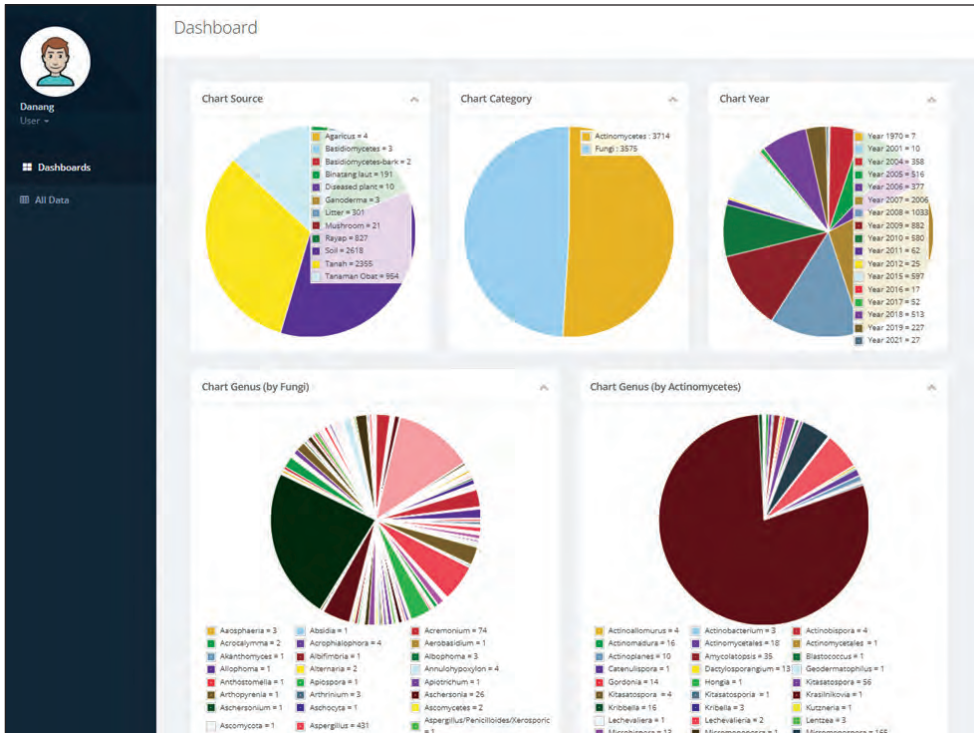 Dashboard
Danang
User
Dashboards
All Data
Chart Source
Agaricus = 4
Basidiomycetes = 3
Basidiomycetes-bark = 2
Binatang laut = 191
Diseased plant = 10
Ganoderma = 3
Litter = 301
Mushroom = 21
Rayap = 827
Soil = 2618
Tanah = 2355
Tanaman Obat = 954
Chart Category
Actinomycetes : 3714
Fungi : 3575
Chart Year
Year 1970 = 7
Year 2001 = 10
Year 2004 = 358
Year 2005 = 516
Year 2006 = 377
Year 2007 = 2006
Year 2008 = 1033
Year 2009 = 882
Year 2010 = 580
Year 2011 = 62
Year 2012 = 25
Year 2015 = 597
Year 2016 = 17
Year 2017 = 52
Year 2018 = 513
Year 2019 = 227
Year 2021 = 27
Chart Genus (by Fungi)
Aaosphaeria = 3 Absidia = 1 Acremonium = 74
Acrocalymma = 2 Acrophialophora = 4 Aerobasidium = 1
Akanthomyces = 1 Albifimbria = 1 Albophoma = 3
Allophoma = 1 Alternaria = 2 Annulohypoxylon = 4
Anthostomella = 1 Apiospora = 1 Apiotrichum = 1
Arthopyrenia = 1 Arthrinium = 3 Aschersonia = 26
Aschersonium = 1 Aschocyta = 1 Ascomycetes = 2
Ascomycota = 1 Aspergillus = 431 Aspergillus/Penicilloides/Xerosporic
= 1
Chart Genus (by Actinomycetes)
Actinoallomurus = 4 Actinobacterium = 3 Actinobispora = 4
Actinomadura = 16 Actinomycetales = 18 Actinomycetales = 1
Actinoplanes = 10 Amycolatopsis = 35 Blastococcus = 1
Catenulispora = 1 Dactylosporangium = 13 Geodermatophilus = 1
Gordonia = 14 Hongia = 1 Kitasatospora = 56
Kitasatospora = 4 Kitasatosporia = 1 Krasilnikovia = 1
Kribbella = 16 Kribella = 3 Kutzneria = 1
Lechevaliera = 1 Lechevalieria = 2 Lentzea = 3
Microbispora = 13 Micromonospora = 165